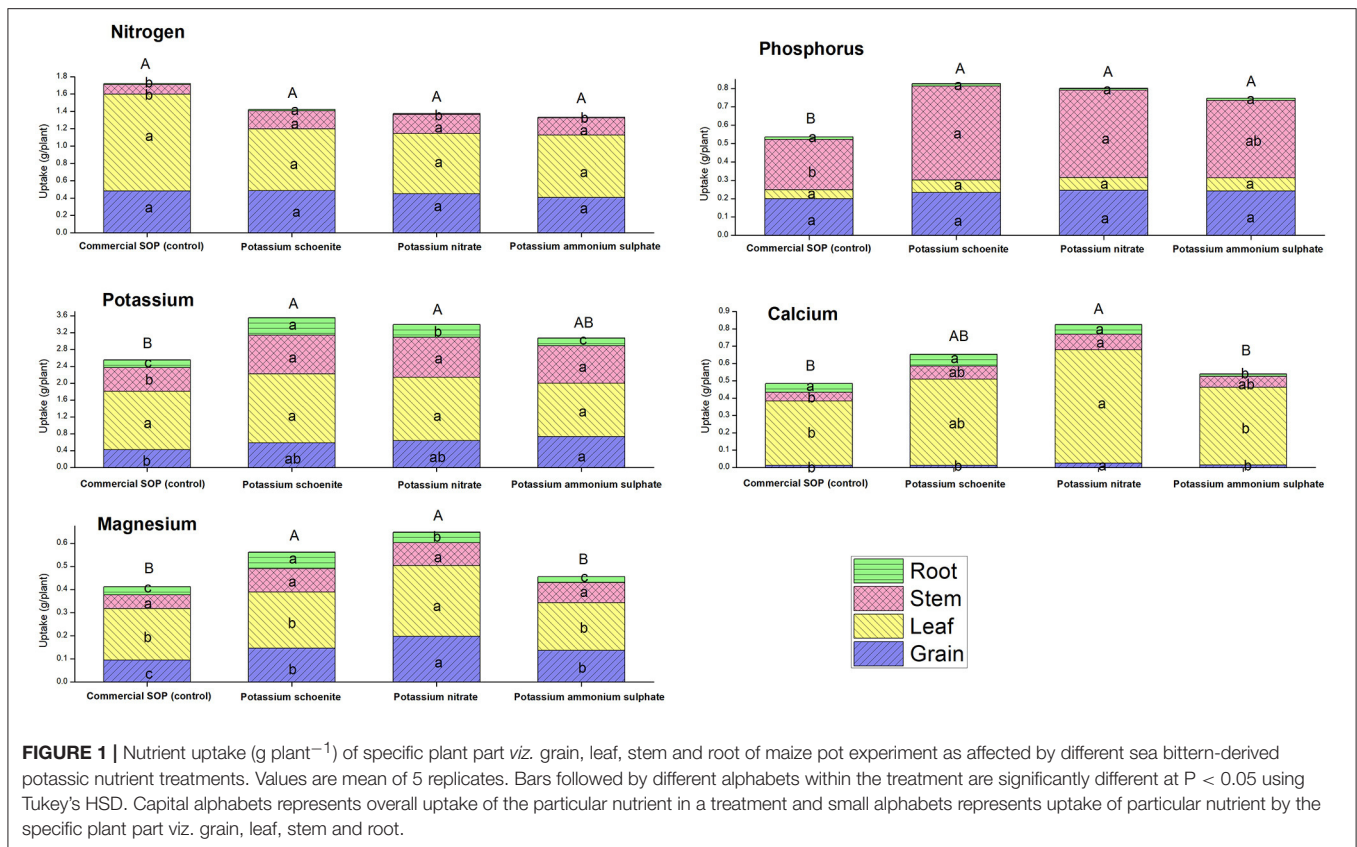 Nitrogen
Uptake (g/plant)
1.8
1.6
1.4
1.2
1.0
0.8
0.6
0.4
0.2
0.0
A A A A
b a b b
b a a a
a a a a
a a a a
Commercial SOP (control) Potassium schoenite Potassium nitrate Potassium ammonium sulphate
Phosphorus
Uptake (g/plant)
0.8
0.7
0.6
0.5
0.4
0.3
0.2
0.1
0.0
B A A A
a a a a
b a a ab
a a a a
a a a a
Commercial SOP (control) Potassium schoenite Potassium nitrate Potassium ammonium sulphate
Potassium
Uptake (g/plant)
3.6
3.2
2.8
2.4
2.0
1.6
1.2
0.8
0.4
0.0
B A A AB
c a b c
b a a a
a a a a
b ab ab a
Commercial SOP (control) Potassium schoenite Potassium nitrate Potassium ammonium sulphate
Calcium
Uptake (g/plant)
0.9
0.8
0.7
0.6
0.5
0.4
0.3
0.2
0.1
0.0
B AB A B
a a a b
b ab a ab
b ab a b
b b a b
Commercial SOP (control) Potassium schoenite Potassium nitrate Potassium ammonium sulphate
Magnesium
Uptake (g/plant)
0.6
0.5
0.4
0.3
0.2
0.1
0.0
B A A B
c a b c
a a a a
b b a b
c b a b
Commercial SOP (control) Potassium schoenite Potassium nitrate Potassium ammonium sulphate
Root
Stem
Leaf
Grain
FIGURE 1 | Nutrient uptake (g plant−1) of specific plant part viz. grain, leaf, stem and root of maize pot experiment as affected by different sea bittern-derived
potassic nutrient treatments. Values are mean of 5 replicates. Bars followed by different alphabets within the treatment are significantly different at P < 0.05 using
Tukey's HSD. Capital alphabets represents overall uptake of the particular nutrient in a treatment and small alphabets represents uptake of particular nutrient by the
specific plant part viz. grain, leaf, stem and root.